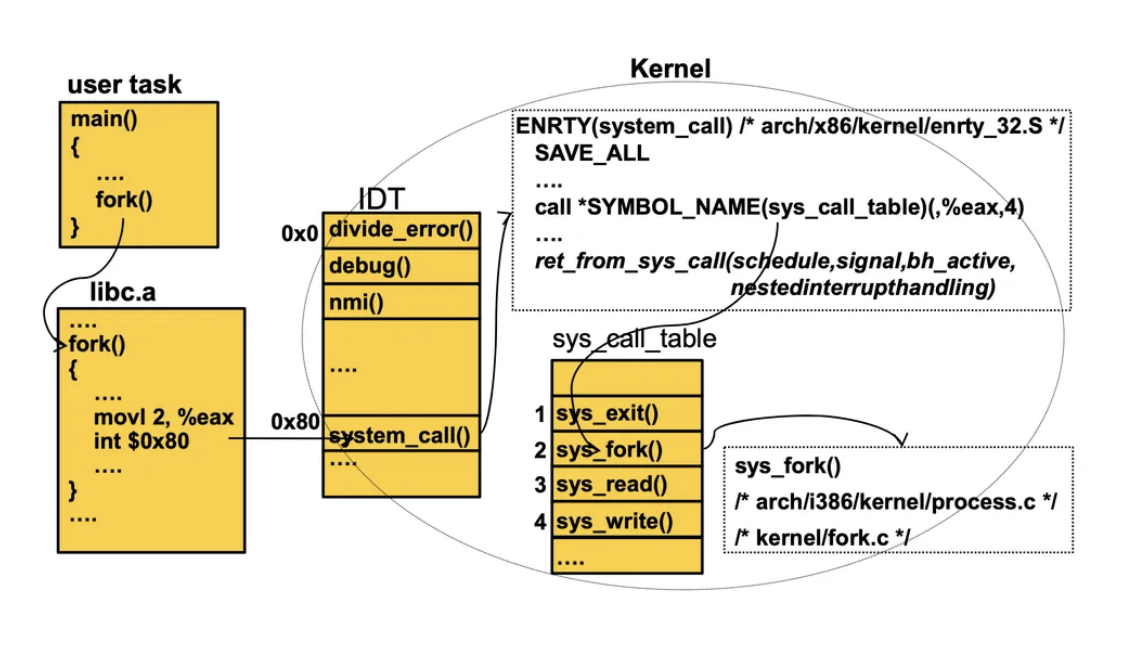 Kernel
user task
main()
{
....
fork()
}
libc.a
....
fork()
{
....
movl 2, %eax
int $0x80
....
}
....
IDT
0x0
divide_error()
debug()
nmi()
....
0x80
system_call()
....
ENRTY(system_call) /* arch/x86/kernel/enrty_32.S */
SAVE_ALL
....
call *SYMBOL_NAME(sys_call_table)(,%eax,4)
....
ret_from_sys_call(schedule,signal,bh_active,
nestedinterrupthandling)
sys_call_table
1 sys_exit()
2 sys_fork()
3 sys_read()
4 sys_write()
....
sys_fork()
/* arch/i386/kernel/process.c */
/* kernel/fork.c */